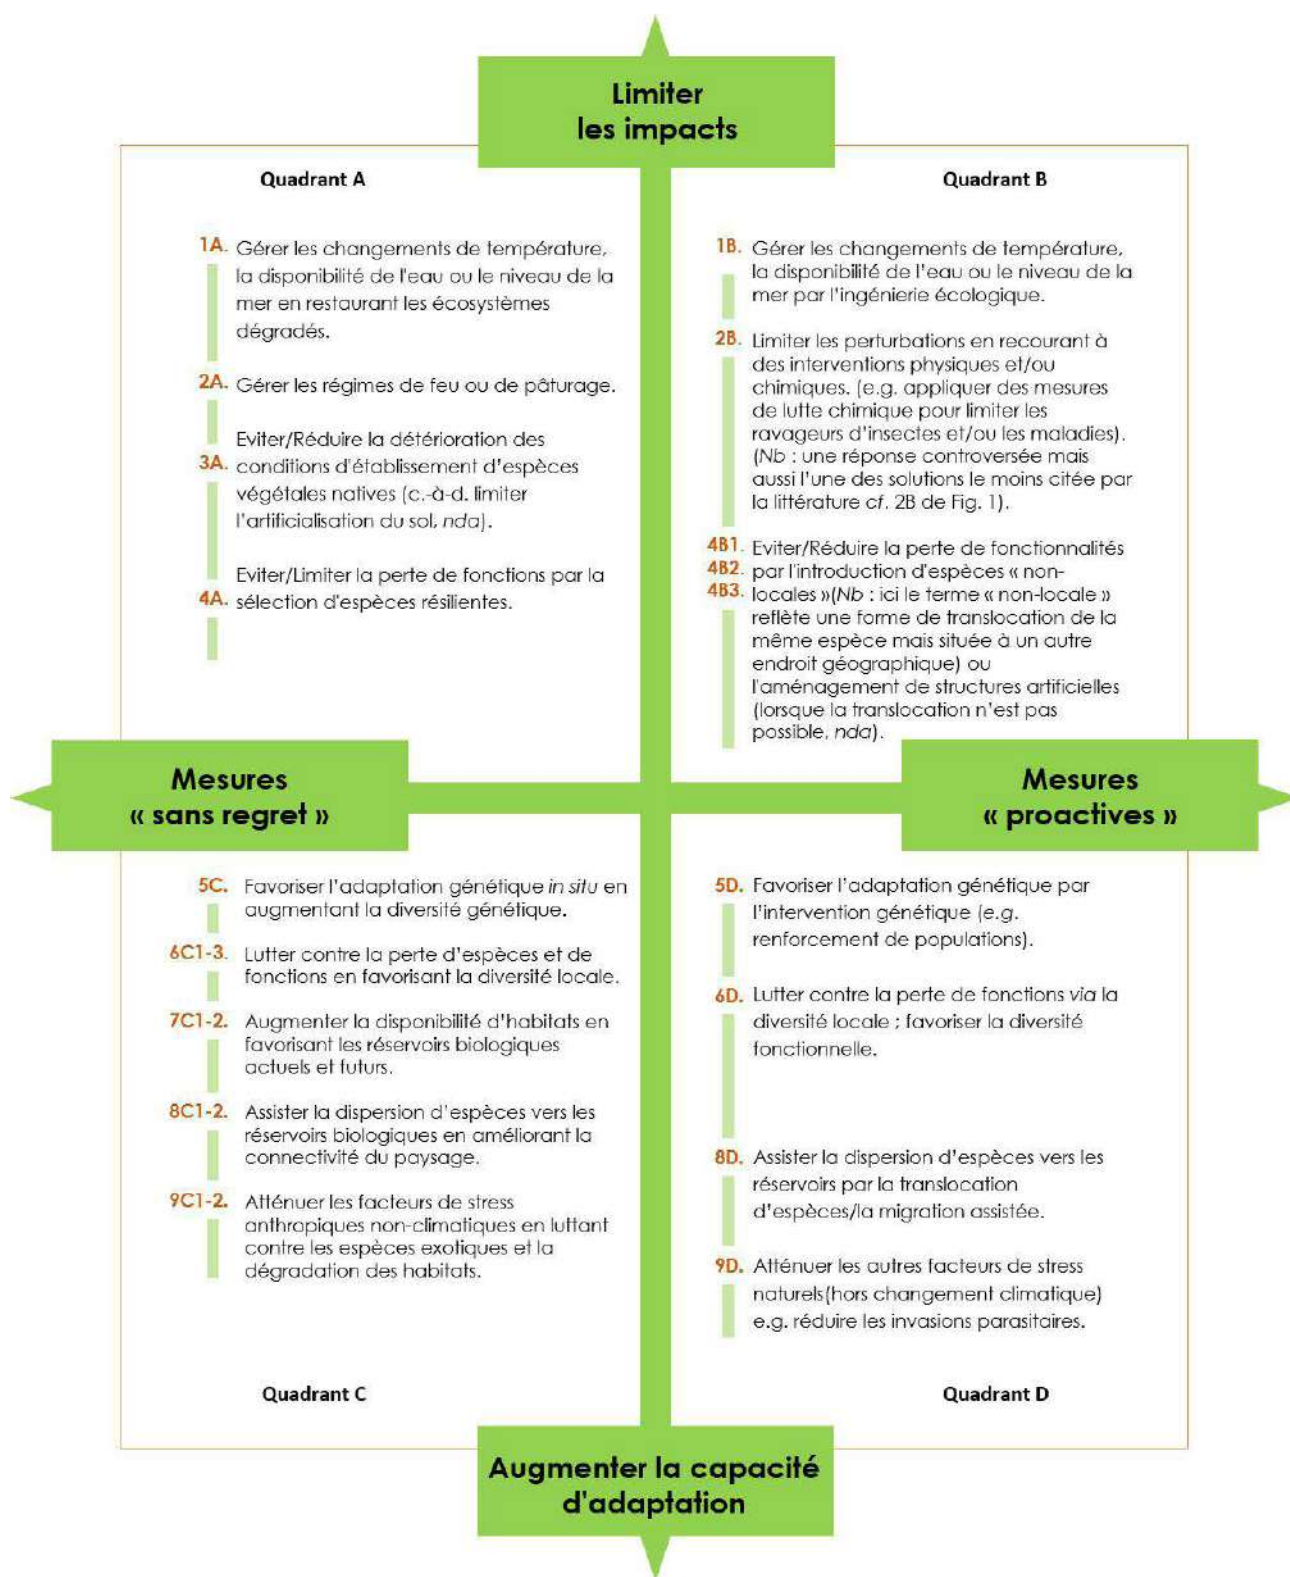 Limiter
les impacts
Quadrant A
1A. Gérer les changements de température,
la disponibilité de l'eau ou le niveau de la
mer en restaurant les écosystèmes
dégradés.
2A. Gérer les régimes de feu ou de pâturage.
Eviter/Réduire la détérioration des
3A. conditions d'établissement d'espèces
végétales natives (c.-à-d. limiter
l'artificialisation du sol, nda).
Eviter/Limiter la perte de fonctions par la
4A. sélection d'espèces résilientes.
Quadrant B
1B. Gérer les changements de température,
la disponibilité de l'eau ou le niveau de la
mer par l'ingénierie écologique.
2B. Limiter les perturbations en recourant à
des interventions physiques et/ou
chimiques. (e.g. appliquer des mesures
de lutte chimique pour limiter les
ravageurs d'insectes et/ou les maladies).
(Nb : une réponse controversée mais
aussi l'une des solutions le moins citée par
la littérature cf. 2B de Fig. 1).
4B1. Eviter/Réduire la perte de fonctionnalités
4B2. par l'introduction d'espèces « non-
4B3. locales »(Nb : ici le terme « non-locale »
reflète une forme de translocation de la
même espèce mais située à un autre
endroit géographique) ou
l'aménagement de structures artificielles
(lorsque la translocation n'est pas
possible, nda).
Mesures
« sans regret »
Mesures
« proactives »
5C. Favoriser l'adaptation génétique in situ en
augmentant la diversité génétique.
6C1-3. Lutter contre la perte d'espèces et de
fonctions en favorisant la diversité locale.
7C1-2. Augmenter la disponibilité d'habitats en
favorisant les réservoirs biologiques
actuels et futurs.
8C1-2. Assister la dispersion d'espèces vers les
réservoirs biologiques en améliorant la
connectivité du paysage.
9C1-2. Atténuer les facteurs de stress
anthropiques non-climatiques en luttant
contre les espèces exotiques et la
dégradation des habitats.
Quadrant C
5D. Favoriser l'adaptation génétique par
l'intervention génétique (e.g.
renforcement de populations).
6D. Lutter contre la perte de fonctions via la
diversité locale ; favoriser la diversité
fonctionnelle.
8D. Assister la dispersion d'espèces vers les
réservoirs par la translocation
d'espèces/la migration assistée.
9D. Atténuer les autres facteurs de stress
naturels(hors changement climatique)
e.g. réduire les invasions parasitaires.
Quadrant D
Augmenter la capacité
d'adaptation